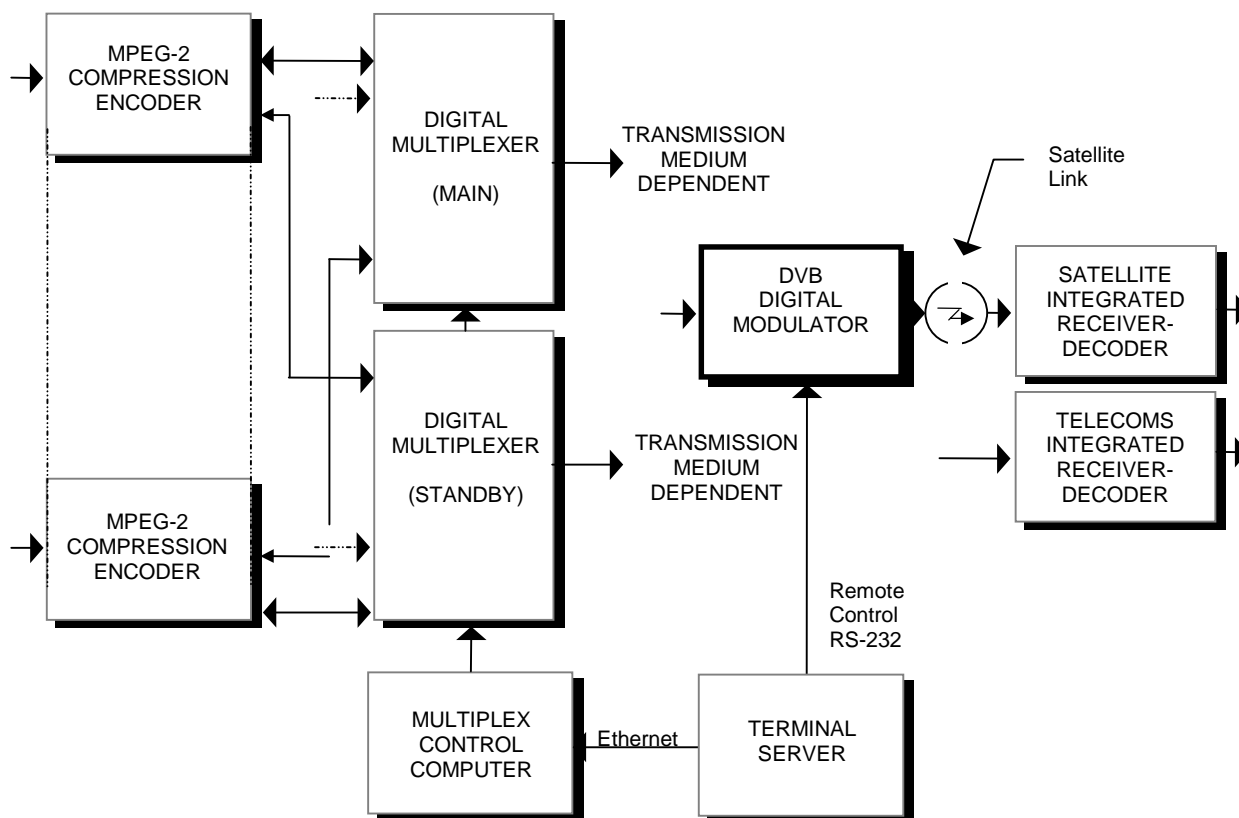 MPEG-2
COMPRESSION
ENCODER
DIGITAL
MULTIPLEXER
(MAIN)
TRANSMISSION
MEDIUM
DEPENDENT
Satellite
Link
DVB
DIGITAL
MODULATOR
SATELLITE
INTEGRATED
RECEIVER-
DECODER
DIGITAL
MULTIPLEXER
(STANDBY)
TRANSMISSION
MEDIUM
DEPENDENT
TELECOMS
INTEGRATED
RECEIVER-
DECODER
MPEG-2
COMPRESSION
ENCODER
Remote
Control
RS-232
MULTIPLEX
CONTROL
COMPUTER
Ethernet
TERMINAL
SERVER